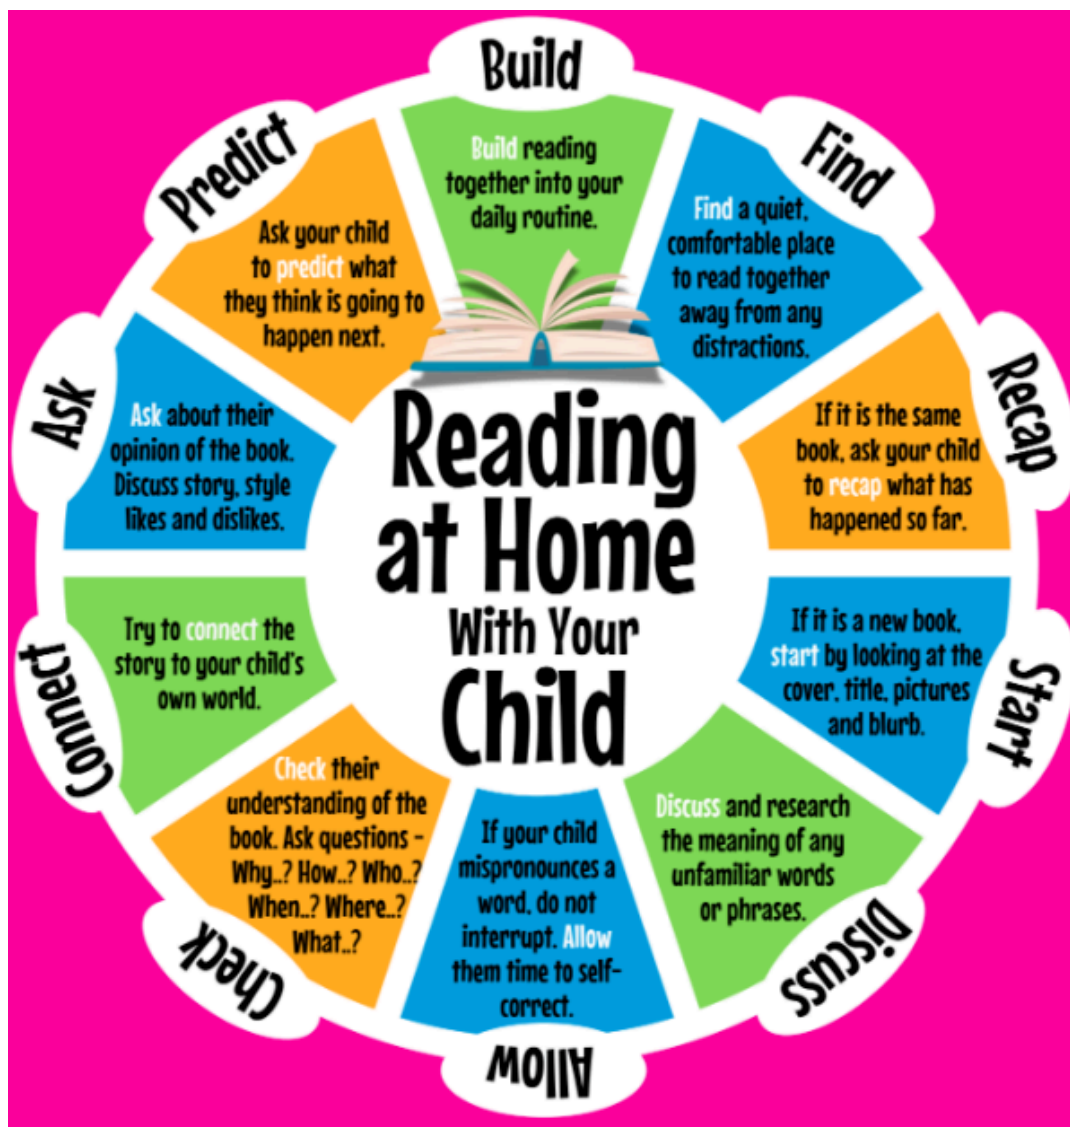 Build
Build reading
together into your
daily routine.
Find
Find a quiet,
comfortable place
to read together
away from any
distractions.
Recap
If it is the same
book, ask your child
to recap what has
happened so far.
Start
If it is a new book,
start by looking at the
cover, title, pictures
and blurb.
Discuss
Discuss and research
the meaning of any
unfamiliar words
or phrases.
Allow
If your child
mispronounces a
word, do not
interrupt. Allow
them time to self-
correct.
Check
Check their
understanding of the
book. Ask questions -
Why..? How..? Who..?
When..? Where..?
What..?
Connect
Try to connect the
story to your child's
own world.
Ask
Ask about their
opinion of the book.
Discuss story, style
likes and dislikes.
Predict
Ask your child
to predict what
they think is going to
happen next.
Reading
at Home
With Your
Child